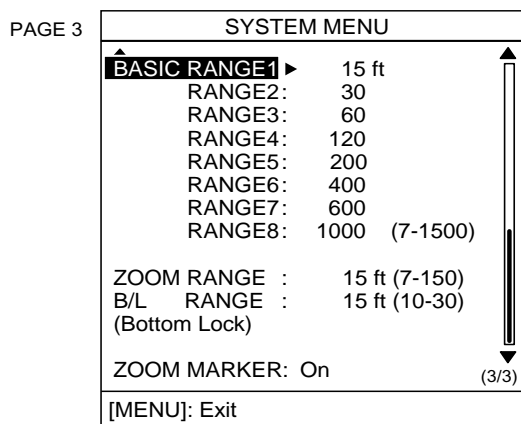 PAGE 3
SYSTEM MENU
BASIC RANGE1 ► 15 ft
RANGE2: 30
RANGE3: 60
RANGE4: 120
RANGE5: 200
RANGE6: 400
RANGE7: 600
RANGE8: 1000 (7-1500)
ZOOM RANGE : 15 ft (7-150)
B/L RANGE : 15 ft (10-30)
(Bottom Lock)
ZOOM MARKER: On
(3/3)
[MENU]: Exit